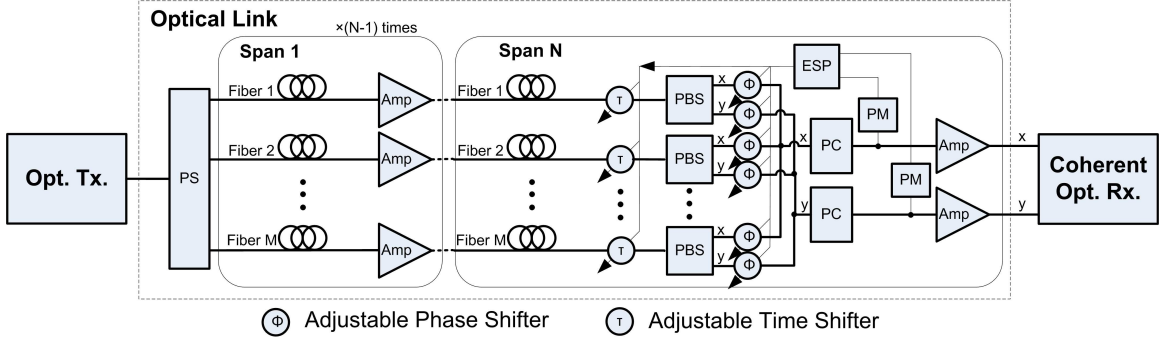 Optical Link
×(N-1) times
Span 1
Span N
ESP
Fiber 1
Amp
Fiber 1
τ
PBS
x
Φ
y
Φ
PM
Opt. Tx.
PS
Fiber 2
Amp
Fiber 2
τ
PBS
x
Φ
y
Φ
x
PC
Amp
x
PM
Coherent
Opt. Rx.
y
PC
Amp
y
Fiber M
Amp
Fiber M
τ
PBS
x
Φ
y
Φ
Φ Adjustable Phase Shifter
τ Adjustable Time Shifter